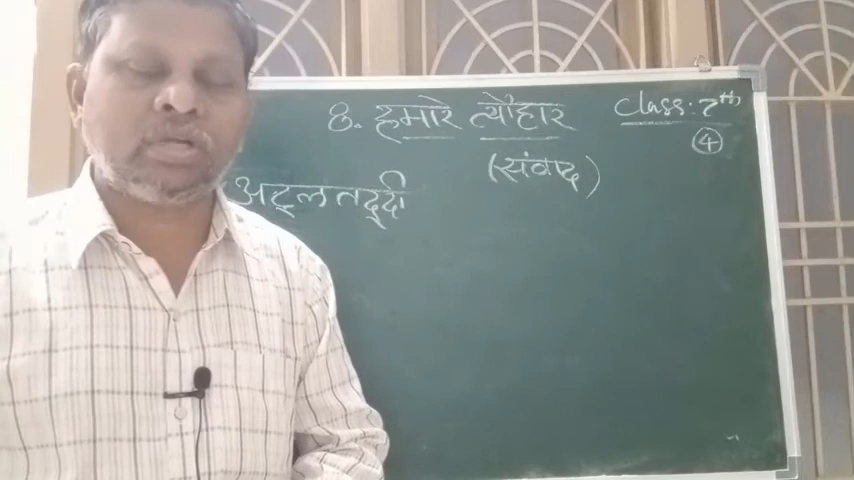 8. हमारे त्यौहार
class: 7th
④
(संवाद)
अट्लतद्दी